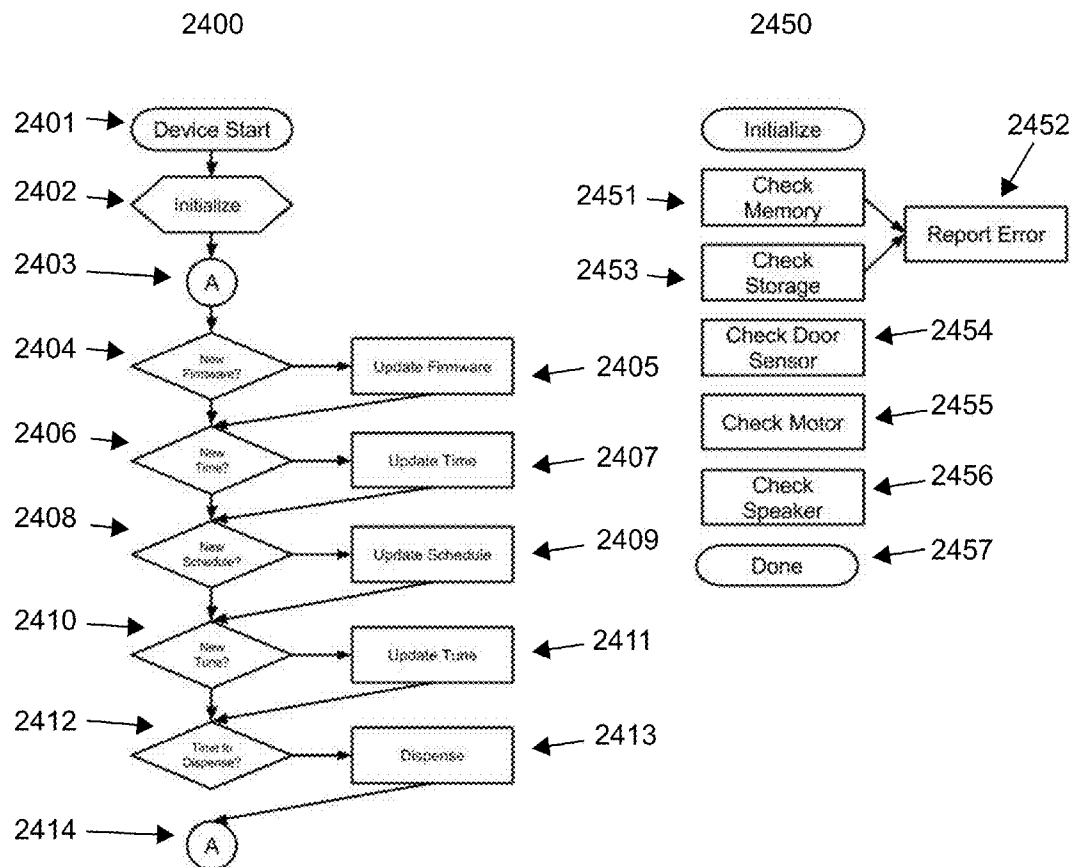 2400
2450
2401
Device Start
2402
Initialize
2403
A
2404
New
Firmware?
Update Firmware
2405
2406
New
Time?
Update Time
2407
2408
New
Schedule?
Update Schedule
2409
2410
New
Tune?
Update Tune
2411
2412
Time to
Dispense?
Dispense
2413
2414
A
Initialize
2451
Check
Memory
2452
Report Error
2453
Check
Storage
Check Door
Sensor
2454
Check Motor
2455
Check
Speaker
2456
Done
2457